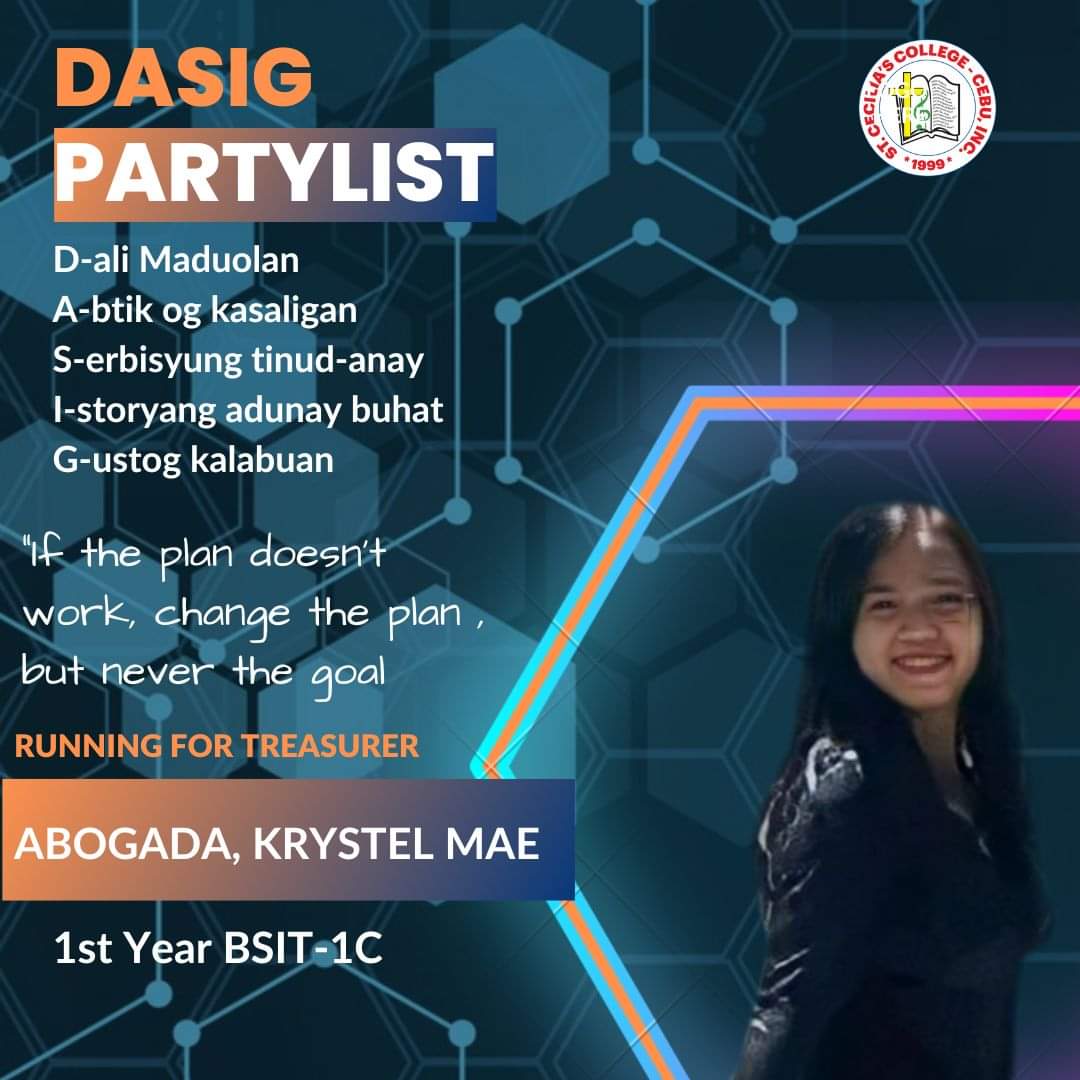 DASIG
PARTYLIST
ST. CECILIA'S COLLEGE - CEBU, INC.
* 1999 *
D-ali Maduolan
A-btik og kasaligan
S-erbisyung tinud-anay
I-storyang adunay buhat
G-ustog kalabuan
"If the plan doesn't
work, change the plan ,
but never the goal
RUNNING FOR TREASURER
ABOGADA, KRYSTEL MAE
1st Year BSIT-1C